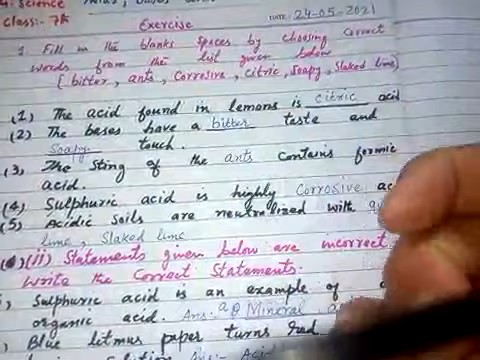 Science
Class:- 7th
DATE: 24-05-2021
Exercise
1 Fill in the blanks spaces by choosing correct
words from the list given below
[bitter, ants, Corrosive, citric, Soapy, Slaked lime]
(1) The acid found in lemons is citric acid
(2) The bases have a bitter taste and
Soapy touch.
(3) The Sting of the ants contains formic
acid.
(4) Sulphuric acid is highly Corrosive
(5) Acidic soils are neutralized with
lime, Slaked lime
(ii) Statements given below are incorrect
Write the Correct Statements.
Sulphuric acid is an example of
organic acid. Ans: Mineral
Blue litmus paper turns Red
Ans:- Acid